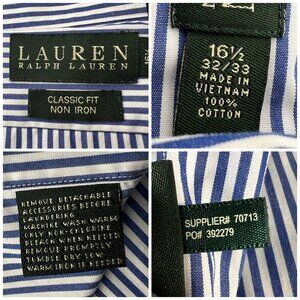 LAUREN
RALPH LAUREN
CLASSIC FIT
NON IRON
16½
32/33
MADE IN
VIETNAM
100%
COTTON
REMOVE DETACHABLE
ACCESSORIES BEFORE
LAUNDERING
MACHINE WASH WARM
ONLY NON-CHLORINE
BLEACH WHEN NEEDED
REMOVE PROMPTLY
TUMBLE DRY LOW
WARM IRON IF NEEDED
SUPPLIER# 70713
PO# 392279